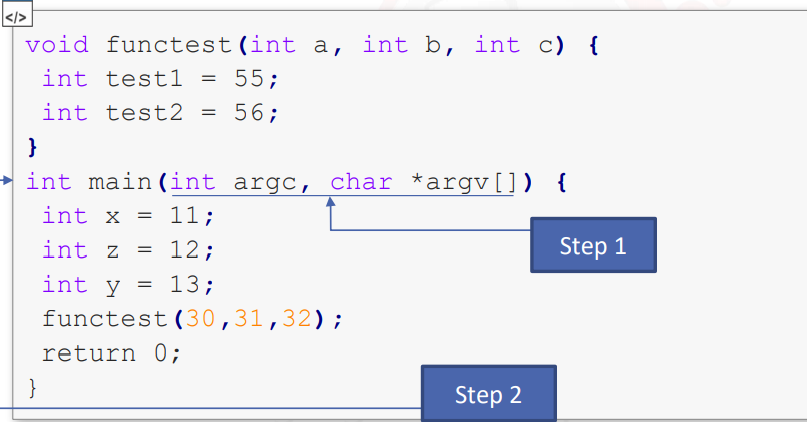 </>
void functest(int a, int b, int c) {
int test1 = 55;
int test2 = 56;
}
int main(int argc, char *argv[]) {
int x = 11;
Step 1
int z = 12;
int y = 13;
functest(30,31,32);
return 0;
}
Step 2